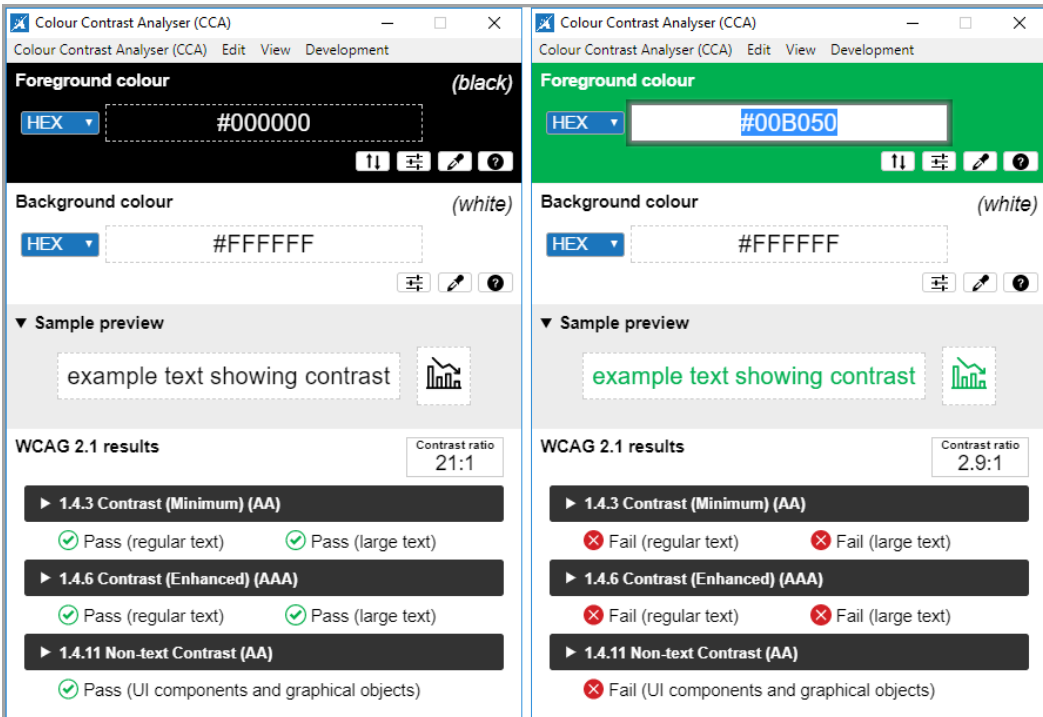 Colour Contrast Analyser (CCA)
Colour Contrast Analyser (CCA) Edit View Development
Foreground colour (black)
HEX #000000
Background colour (white)
HEX #FFFFFF
Sample preview
example text showing contrast
WCAG 2.1 results
Contrast ratio
21:1
1.4.3 Contrast (Minimum) (AA)
Pass (regular text) Pass (large text)
1.4.6 Contrast (Enhanced) (AAA)
Pass (regular text) Pass (large text)
1.4.11 Non-text Contrast (AA)
Pass (UI components and graphical objects)
Colour Contrast Analyser (CCA)
Colour Contrast Analyser (CCA) Edit View Development
Foreground colour
HEX #00B050
Background colour (white)
HEX #FFFFFF
Sample preview
example text showing contrast
WCAG 2.1 results
Contrast ratio
2.9:1
1.4.3 Contrast (Minimum) (AA)
Fail (regular text) Fail (large text)
1.4.6 Contrast (Enhanced) (AAA)
Fail (regular text) Fail (large text)
1.4.11 Non-text Contrast (AA)
Fail (UI components and graphical objects)